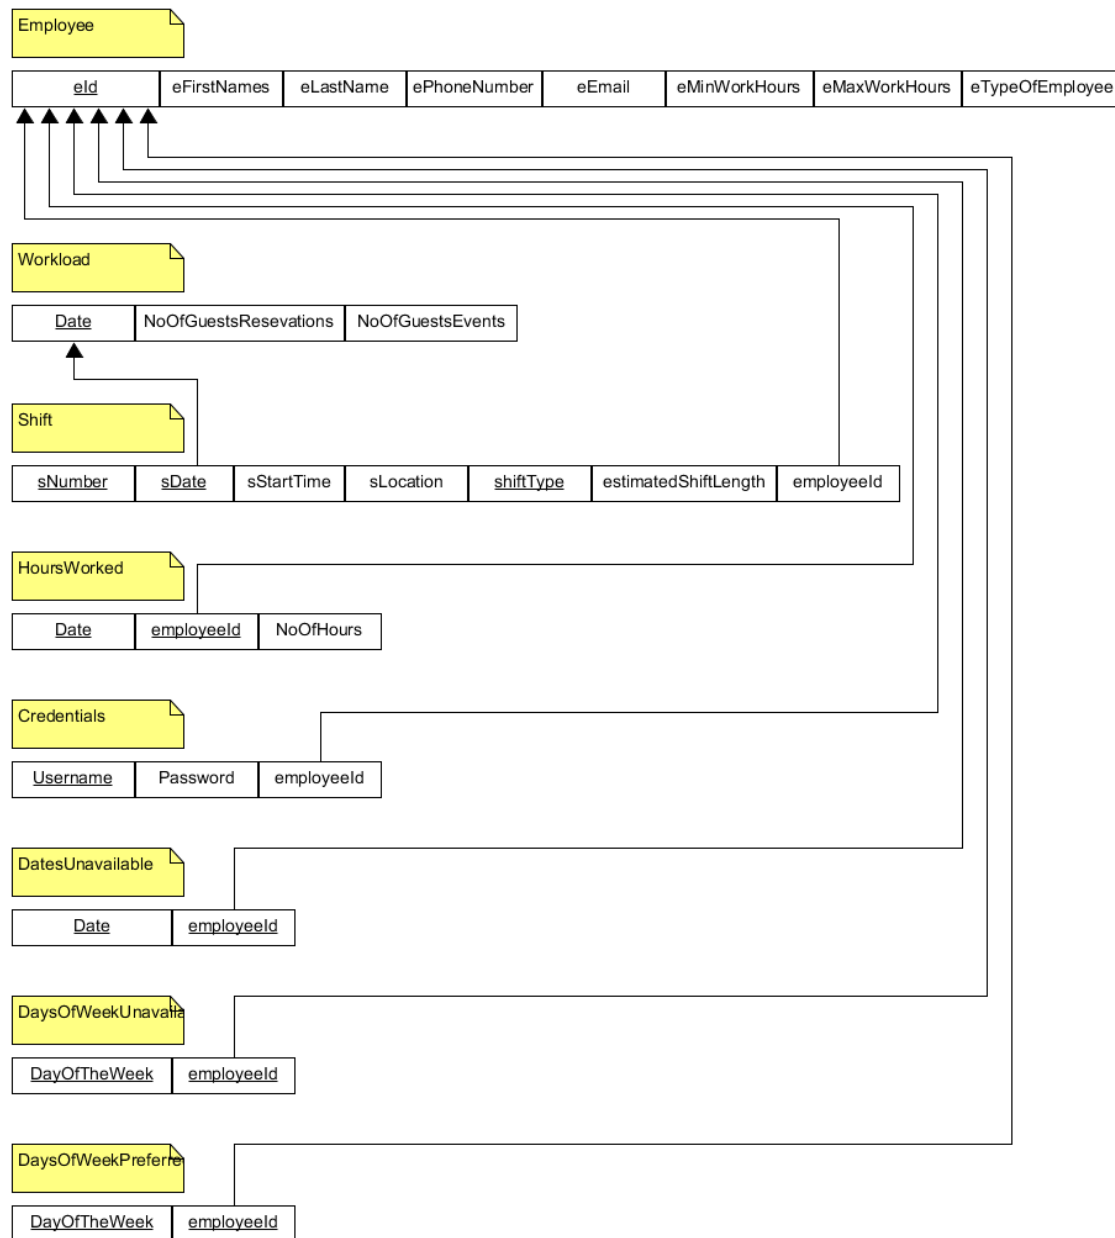 Employee
eId eFirstNames eLastName ePhoneNumber eEmail eMinWorkHours eMaxWorkHours eTypeOfEmployee
Workload
Date NoOfGuestsResevations NoOfGuestsEvents
Shift
sNumber sDate sStartTime sLocation shiftType estimatedShiftLength employeeId
HoursWorked
Date employeeId NoOfHours
Credentials
Username Password employeeId
DatesUnavailable
Date employeeId
DaysOfWeekUnavaila
DayOfTheWeek employeeId
DaysOfWeekPreferre
DayOfTheWeek employeeId